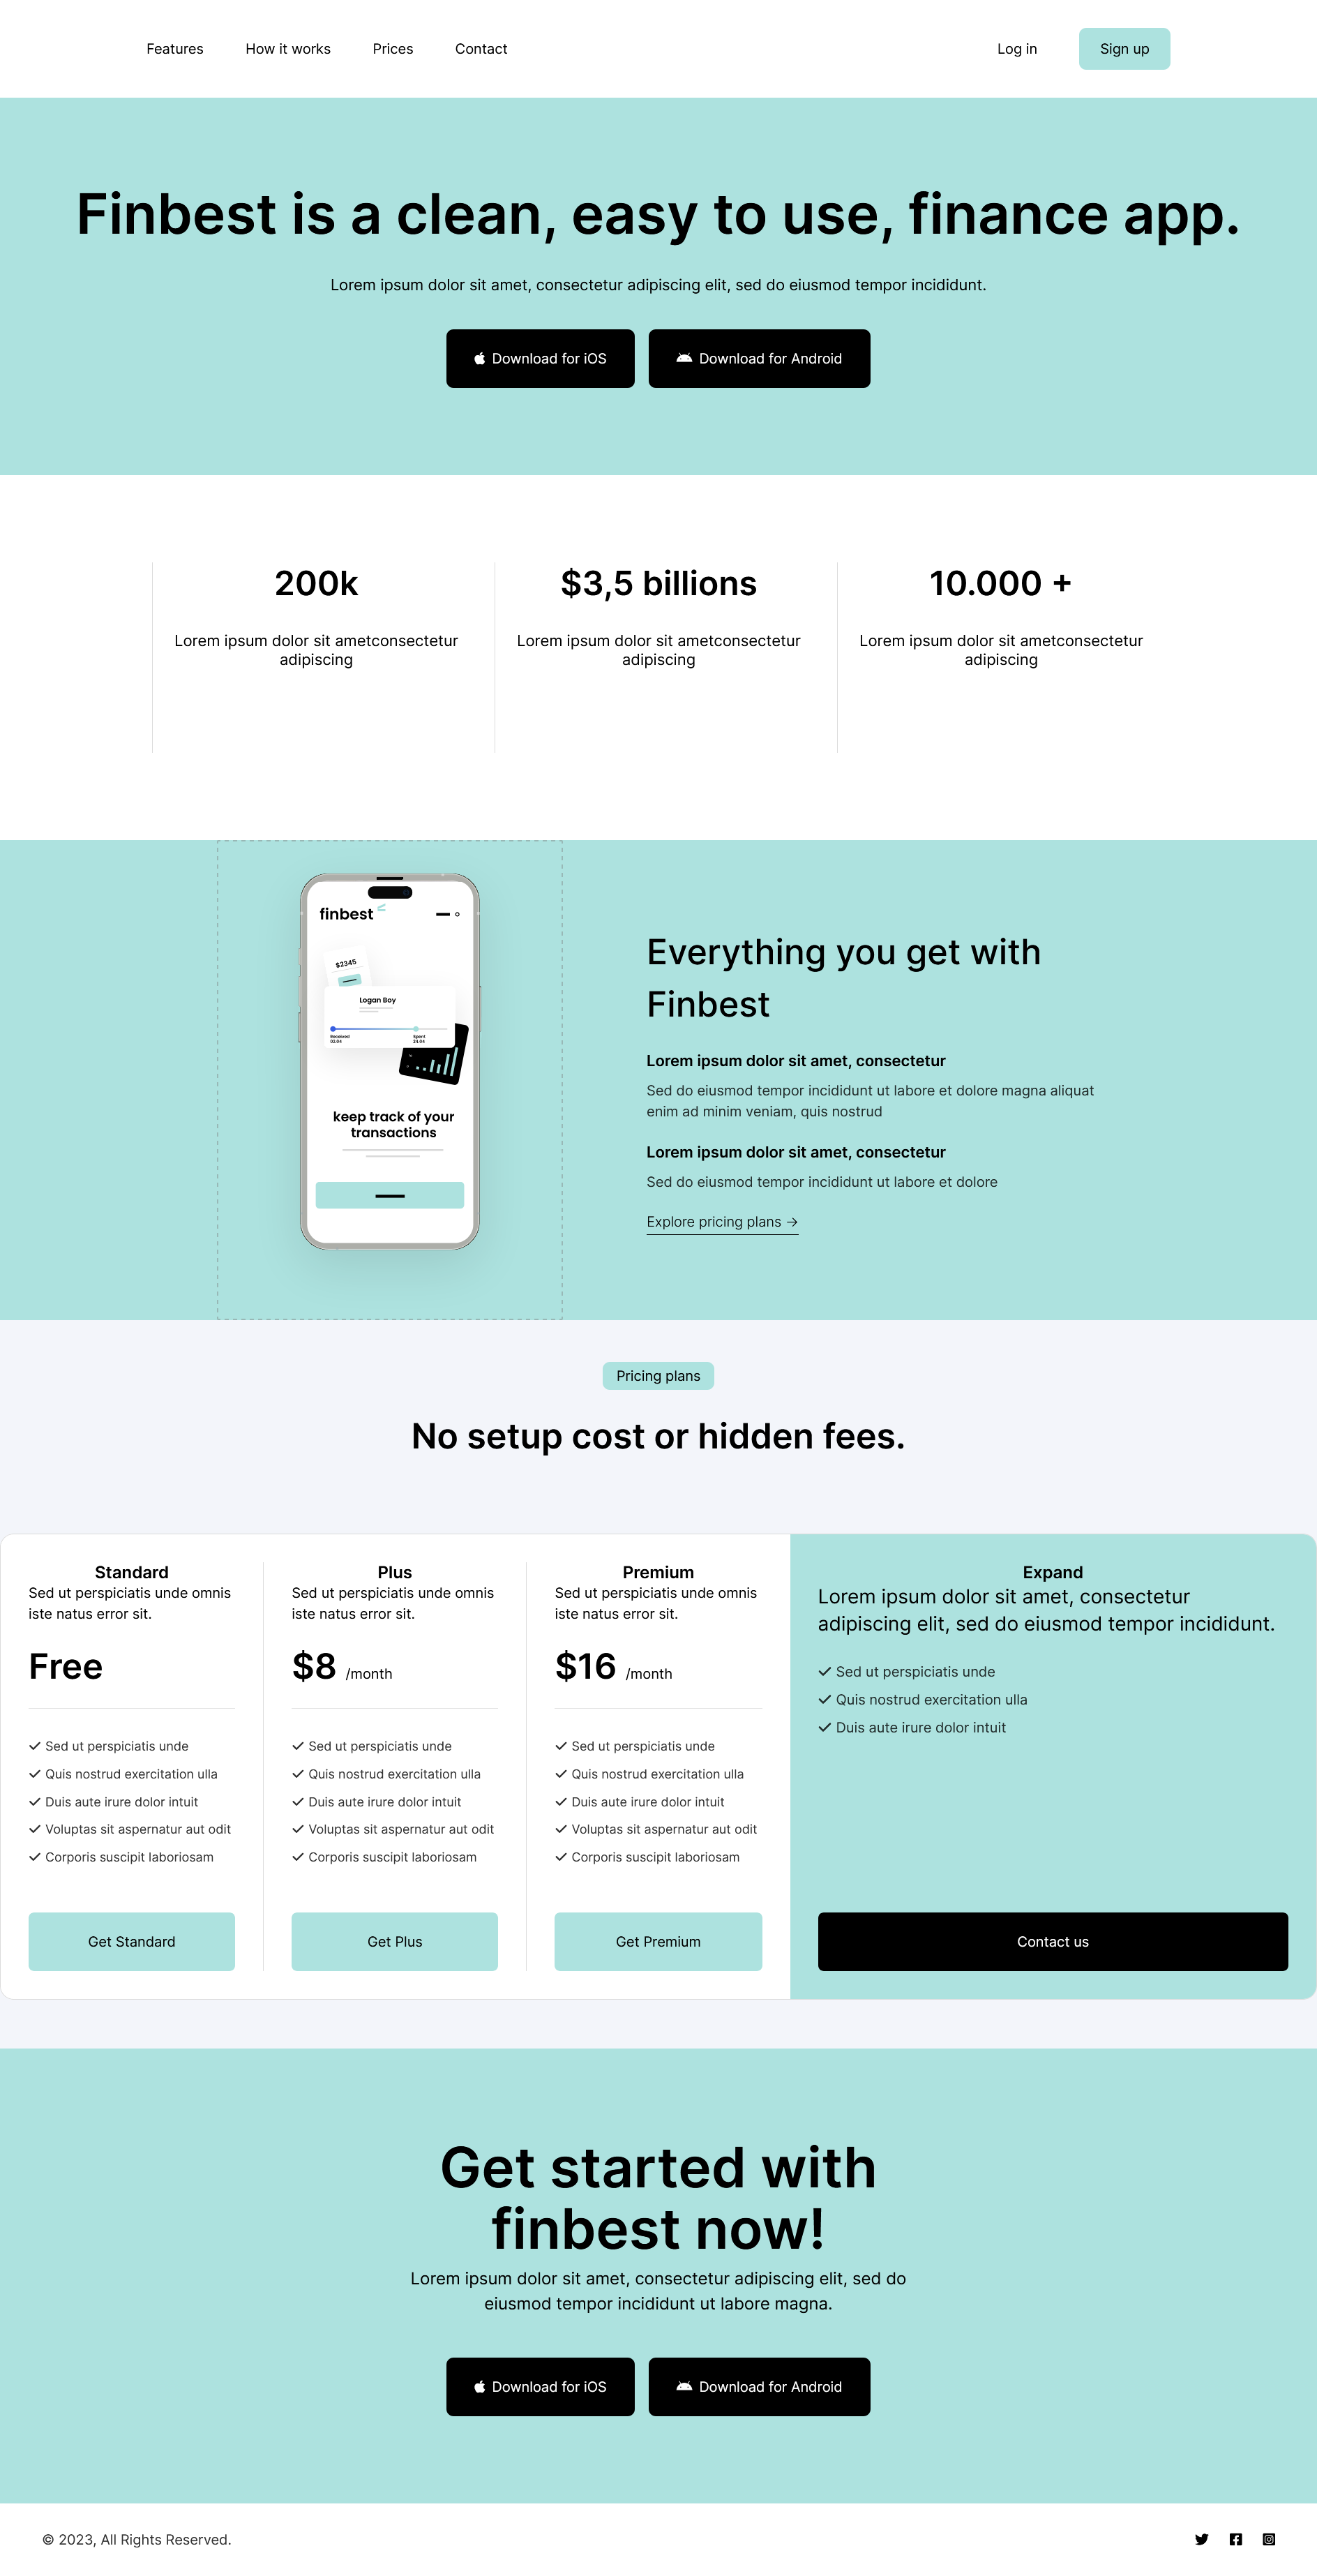 Features
How it works
Prices
Contact
Log in
Sign up
Finbest is a clean, easy to use, finance app.
Lorem ipsum dolor sit amet, consectetur adipiscing elit, sed do eiusmod tempor incididunt.
Download for iOS
Download for Android
200k
Lorem ipsum dolor sit ametconsectetur
adipiscing
$3,5 billions
Lorem ipsum dolor sit ametconsectetur
adipiscing
10.000 +
Lorem ipsum dolor sit ametconsectetur
adipiscing
finbest
$2345
Logan Boy
Received
02.04
Spent
24.04
keep track of your
transactions
Everything you get with
Finbest
Lorem ipsum dolor sit amet, consectetur
Sed do eiusmod tempor incididunt ut labore et dolore magna aliquat
enim ad minim veniam, quis nostrud
Lorem ipsum dolor sit amet, consectetur
Sed do eiusmod tempor incididunt ut labore et dolore
Explore pricing plans →
Pricing plans
No setup cost or hidden fees.
Standard
Sed ut perspiciatis unde omnis
iste natus error sit.
Free
Sed ut perspiciatis unde
Quis nostrud exercitation ulla
Duis aute irure dolor intuit
Voluptas sit aspernatur aut odit
Corporis suscipit laboriosam
Get Standard
Plus
Sed ut perspiciatis unde omnis
iste natus error sit.
$8 /month
Sed ut perspiciatis unde
Quis nostrud exercitation ulla
Duis aute irure dolor intuit
Voluptas sit aspernatur aut odit
Corporis suscipit laboriosam
Get Plus
Premium
Sed ut perspiciatis unde omnis
iste natus error sit.
$16 /month
Sed ut perspiciatis unde
Quis nostrud exercitation ulla
Duis aute irure dolor intuit
Voluptas sit aspernatur aut odit
Corporis suscipit laboriosam
Get Premium
Expand
Lorem ipsum dolor sit amet, consectetur
adipiscing elit, sed do eiusmod tempor incididunt.
Sed ut perspiciatis unde
Quis nostrud exercitation ulla
Duis aute irure dolor intuit
Contact us
Get started with
finbest now!
Lorem ipsum dolor sit amet, consectetur adipiscing elit, sed do
eiusmod tempor incididunt ut labore magna.
Download for iOS
Download for Android
© 2023, All Rights Reserved.